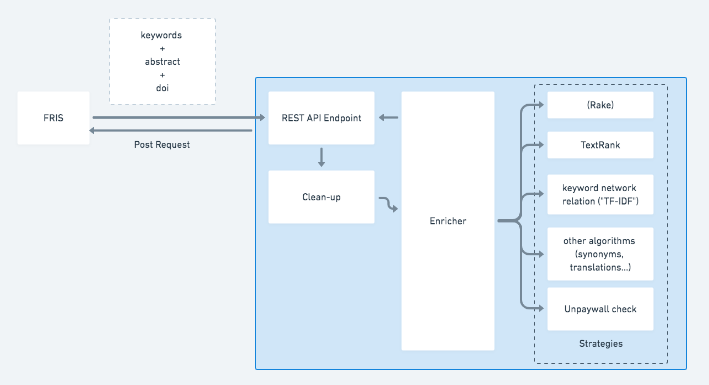 keywords
+
abstract
+
doi
FRIS
Post Request
REST API Endpoint
Clean-up
Enricher
(Rake)
TextRank
keyword network
relation ("TF-IDF")
other algorithms
(synonyms,
translations...)
Unpaywall check
Strategies